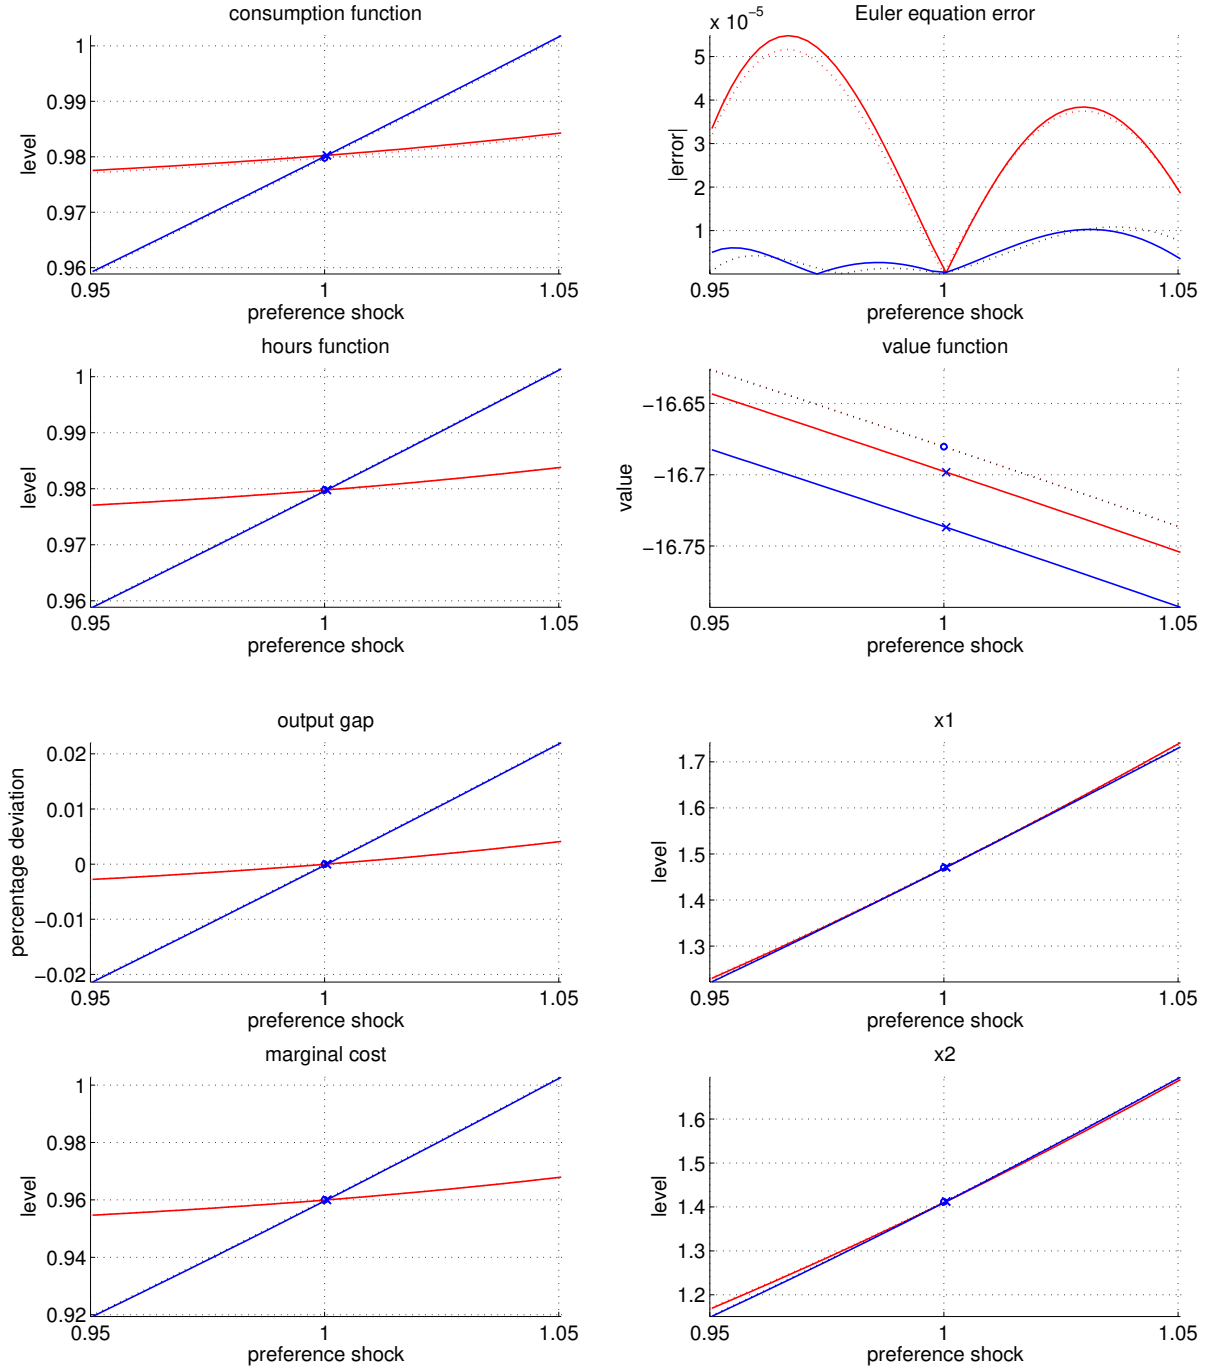 consumption function
1
0.99
0.98
0.97
0.96
level
0.95
1
1.05
preference shock
Euler equation error
x 10⁻⁵
5
4
3
2
1
|error|
0.95
1
1.05
preference shock
hours function
1
0.99
0.98
0.97
0.96
level
0.95
1
1.05
preference shock
value function
−16.65
−16.7
−16.75
value
0.95
1
1.05
preference shock
output gap
0.02
0.01
0
−0.01
−0.02
percentage deviation
0.95
1
1.05
preference shock
x1
1.7
1.6
1.5
1.4
1.3
level
0.95
1
1.05
preference shock
marginal cost
1
0.98
0.96
0.94
0.92
level
0.95
1
1.05
preference shock
x2
1.6
1.5
1.4
1.3
1.2
level
0.95
1
1.05
preference shock